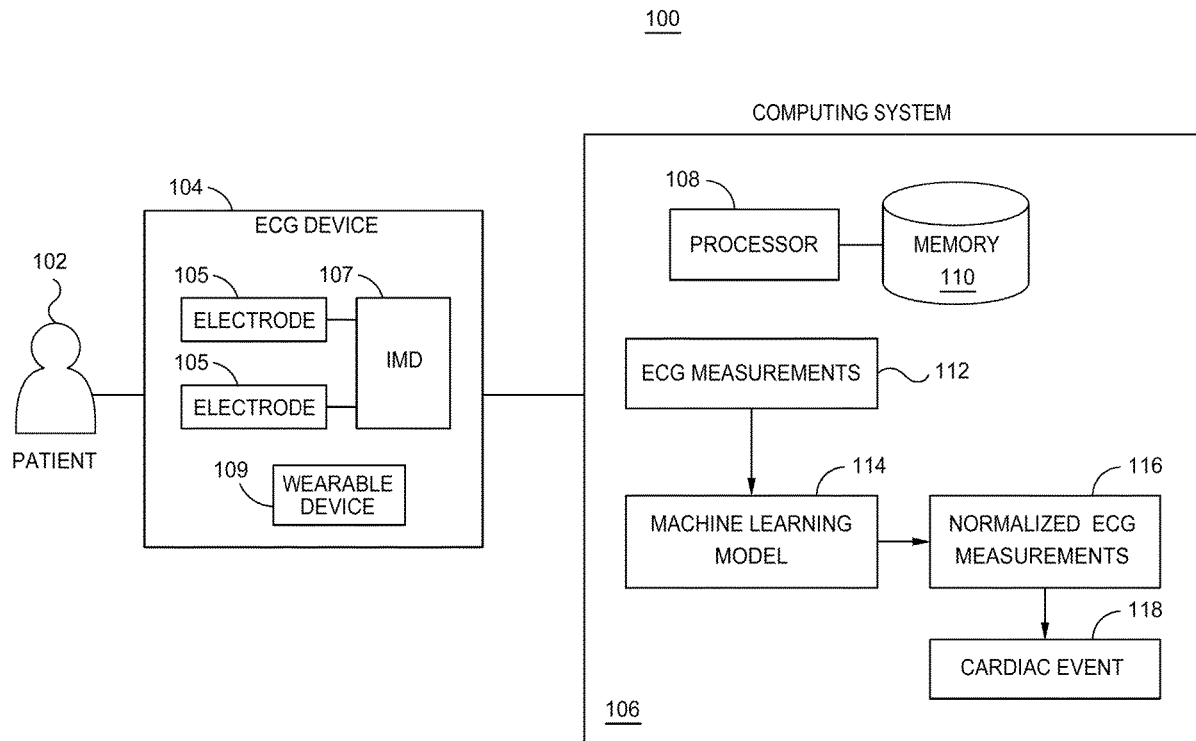 100
COMPUTING SYSTEM
104
ECG DEVICE
108
PROCESSOR
MEMORY
110
102
105
ELECTRODE
107
IMD
105
ELECTRODE
PATIENT
109
WEARABLE
DEVICE
ECG MEASUREMENTS
112
114
MACHINE LEARNING
MODEL
116
NORMALIZED ECG
MEASUREMENTS
118
CARDIAC EVENT
106